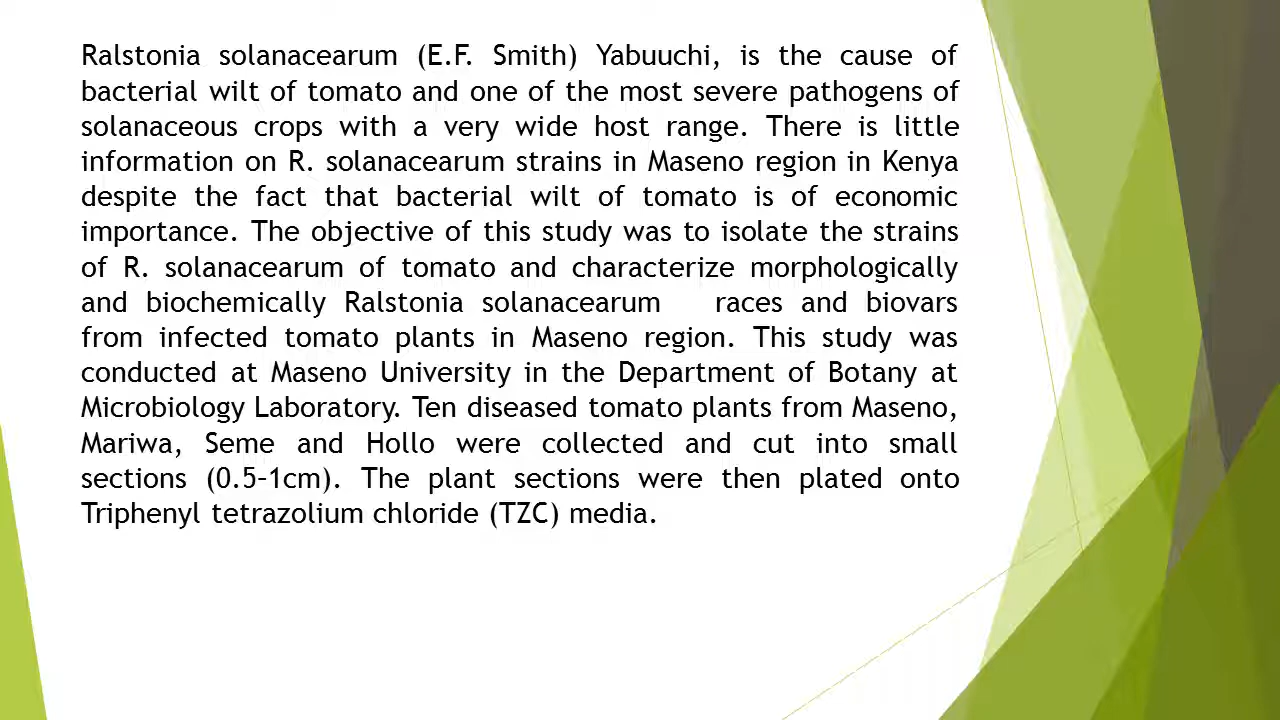 Ralstonia solanacearum (E.F. Smith) Yabuuchi, is the cause of
bacterial wilt of tomato and one of the most severe pathogens of
solanaceous crops with a very wide host range. There is little
information on R. solanacearum strains in Maseno region in Kenya
despite the fact that bacterial wilt of tomato is of economic
importance. The objective of this study was to isolate the strains
of R. solanacearum of tomato and characterize morphologically
and biochemically Ralstonia solanacearum races and biovars
from infected tomato plants in Maseno region. This study was
conducted at Maseno University in the Department of Botany at
Microbiology Laboratory. Ten diseased tomato plants from Maseno,
Mariwa, Seme and Hollo were collected and cut into small
sections (0.5–1cm). The plant sections were then plated onto
Triphenyl tetrazolium chloride (TZC) media.